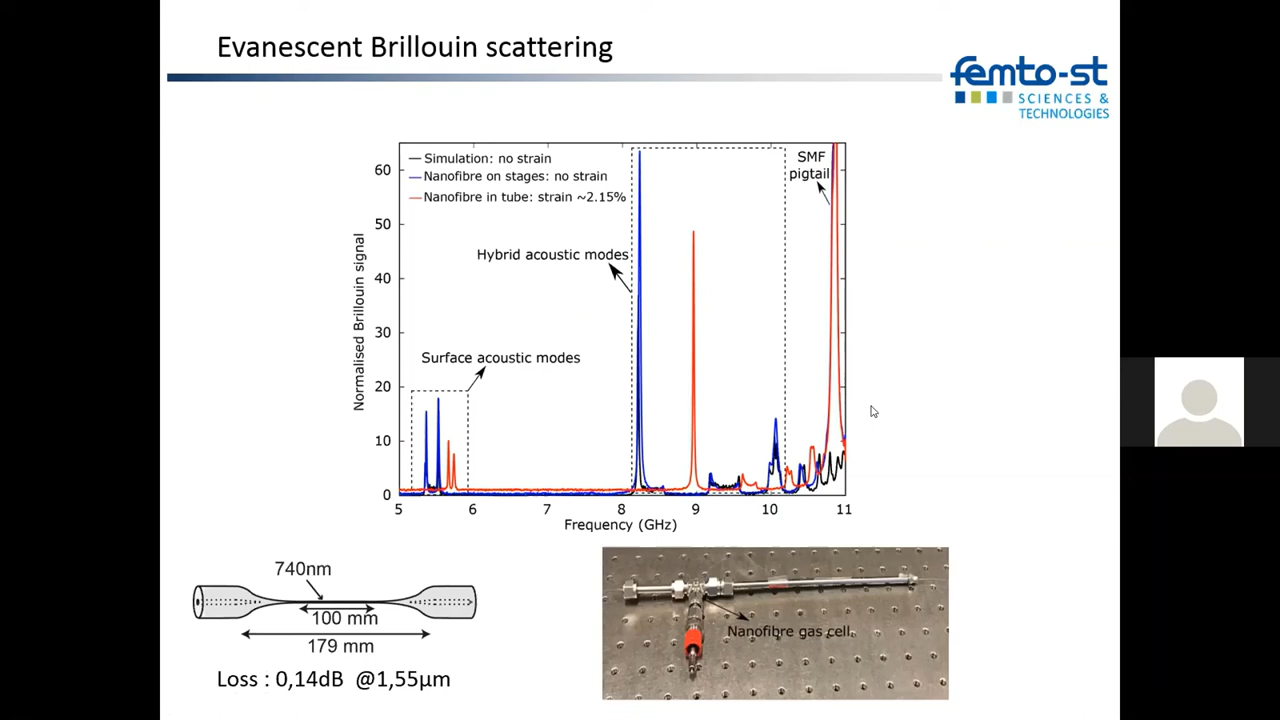 Evanescent Brillouin scattering
femto-st
SCIENCES &
TECHNOLOGIES
Simulation: no strain
Nanofibre on stages: no strain
Nanofibre in tube: strain ~2.15%
SMF
pigtail
Hybrid acoustic modes
Surface acoustic modes
Normalised Brillouin signal
60
50
40
30
20
10
0
5 6 7 8 9 10 11
Frequency (GHz)
740nm
100 mm
179 mm
Loss : 0,14dB @1,55µm
Nanofibre gas cell